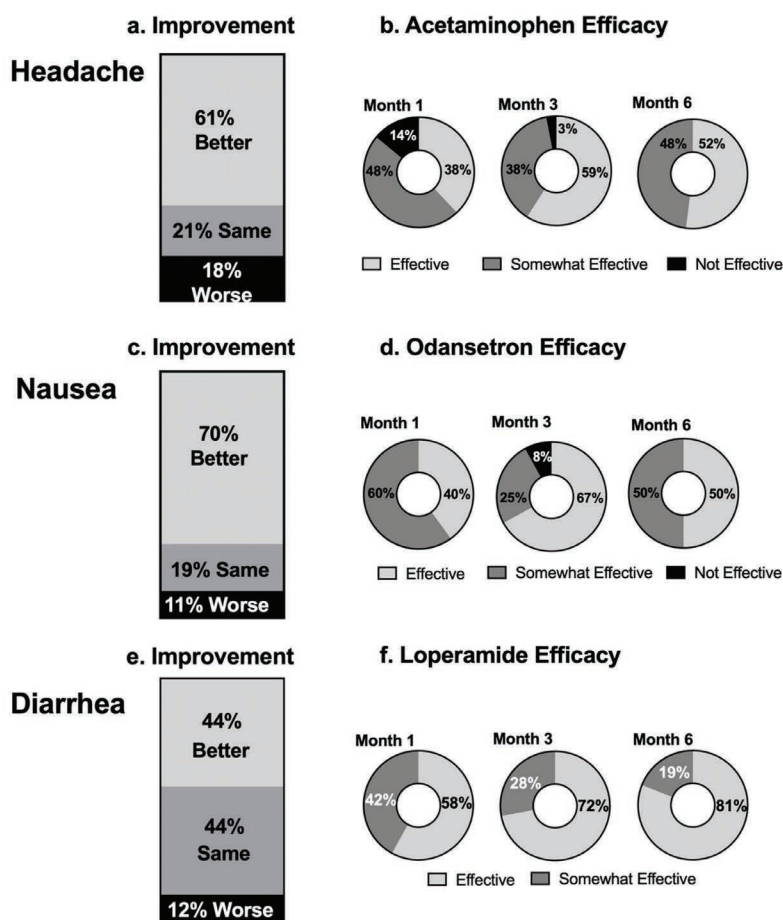 a. Improvement
b. Acetaminophen Efficacy
Headache
61%
Better
21% Same
18%
Worse
Month 1
Month 3
Month 6
14%
48%
38%
3%
38%
59%
48%
52%
Effective
Somewhat Effective
Not Effective
c. Improvement
d. Odansetron Efficacy
Nausea
70%
Better
19% Same
11% Worse
Month 1
Month 3
Month 6
60%
40%
8%
25%
67%
50%
50%
Effective
Somewhat Effective
Not Effective
e. Improvement
f. Loperamide Efficacy
Diarrhea
44%
Better
44%
Same
12% Worse
Month 1
Month 3
Month 6
42%
58%
28%
72%
19%
81%
Effective
Somewhat Effective